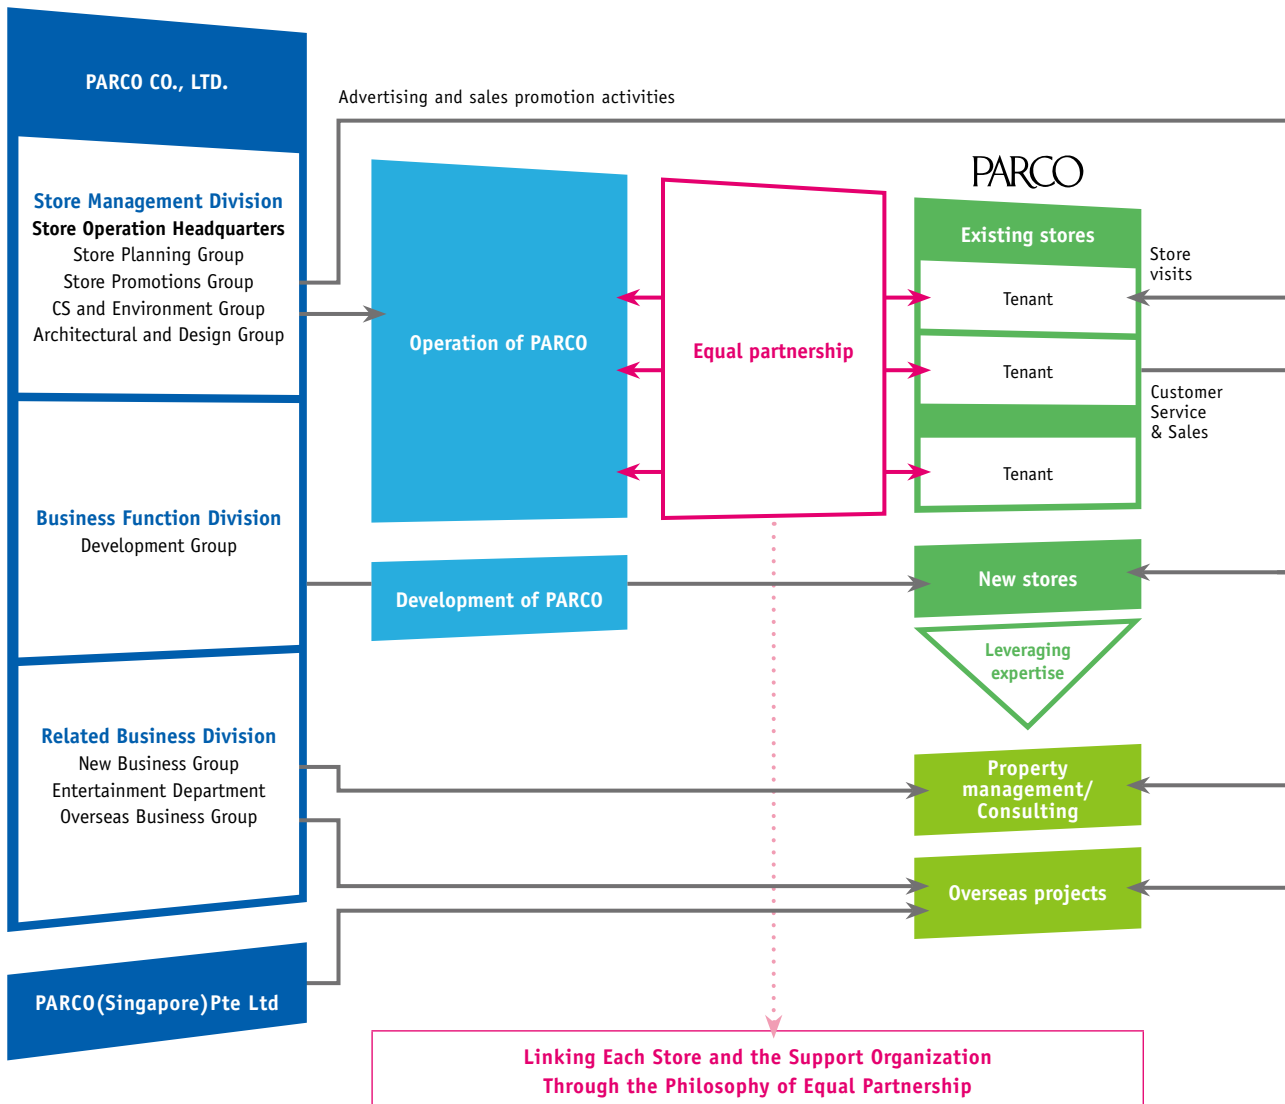 PARCO CO., LTD.
Store Management Division
Store Operation Headquarters
Store Planning Group
Store Promotions Group
CS and Environment Group
Architectural and Design Group
Business Function Division
Development Group
Related Business Division
New Business Group
Entertainment Department
Overseas Business Group
PARCO(Singapore)Pte Ltd
Advertising and sales promotion activities
Operation of PARCO
Development of PARCO
Equal partnership
PARCO
Existing stores
Tenant
Tenant
Tenant
Store
visits
Customer
Service
& Sales
New stores
Leveraging
expertise
Property
management/
Consulting
Overseas projects
Linking Each Store and the Support Organization
Through the Philosophy of Equal Partnership